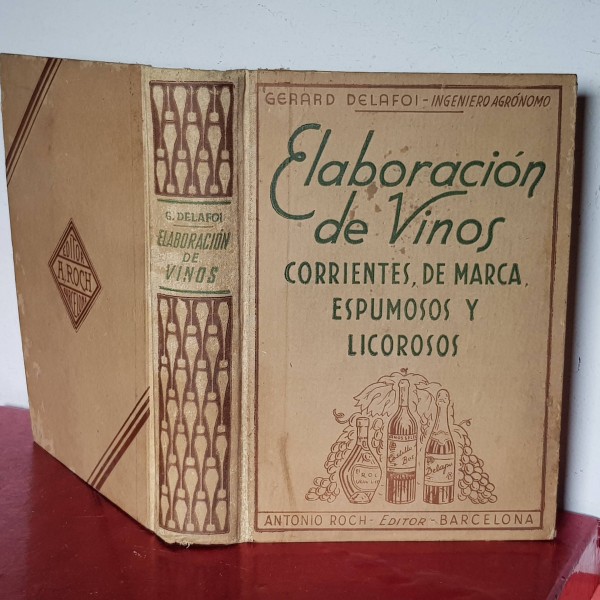 EDITOR
A. ROCH
G. DELAFOI
ELABORACIÓN
DE
VINOS
GERARD DELAFOI - INGENIERO AGRÓNOMO
Elaboración
de Vinos
CORRIENTES, DE MARCA,
ESPUMOSOS Y
LICOROSOS
ANTONIO ROCH - EDITOR - BARCELONA